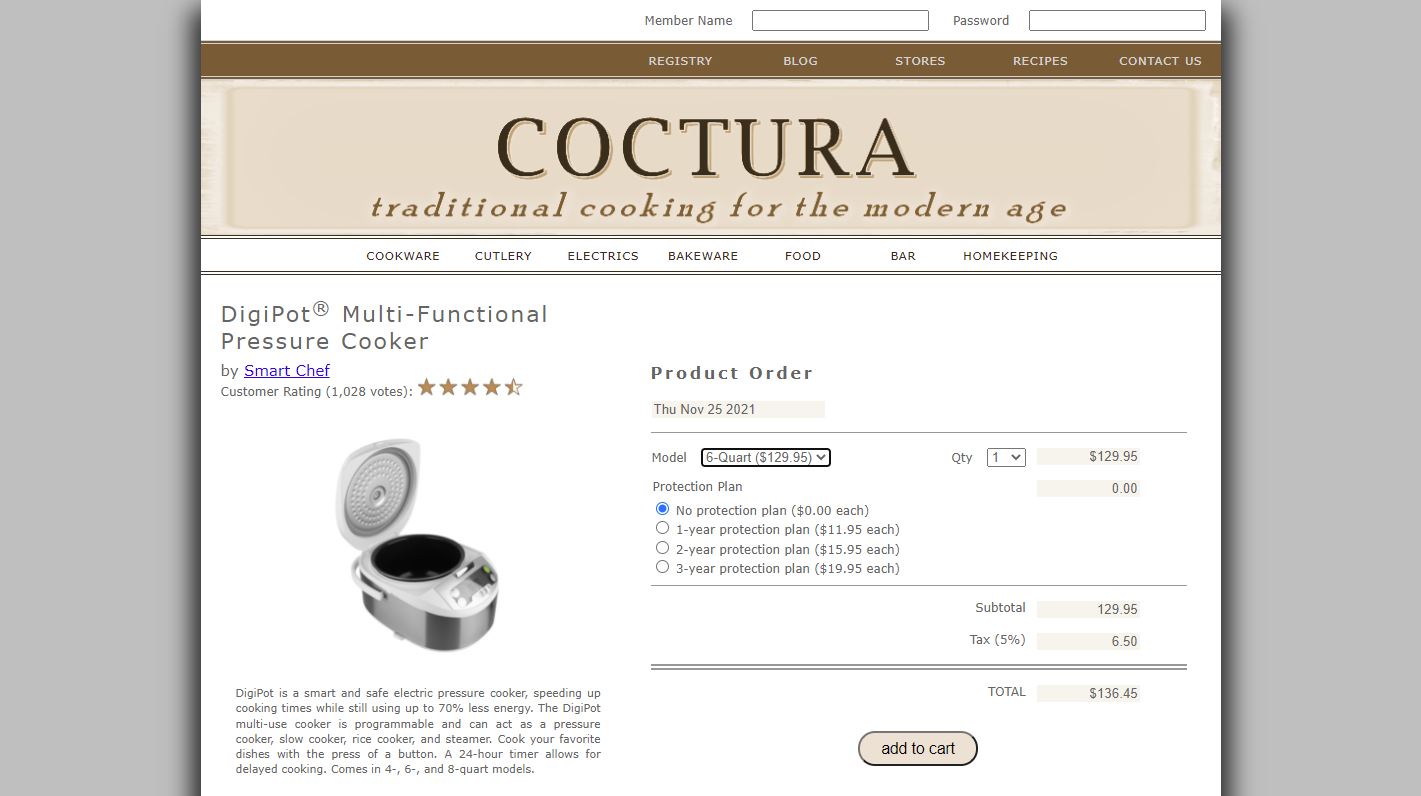 Member Name Password
REGISTRY BLOG STORES RECIPES CONTACT US
COCTURA
traditional cooking for the modern age
COOKWARE CUTLERY ELECTRICS BAKEWARE FOOD BAR HOMEKEEPING
DigiPot® Multi-Functional
Pressure Cooker
by Smart Chef
Customer Rating (1,028 votes):
DigiPot is a smart and safe electric pressure cooker, speeding up
cooking times while still using up to 70% less energy. The DigiPot
multi-use cooker is programmable and can act as a pressure
cooker, slow cooker, rice cooker, and steamer. Cook your favorite
dishes with the press of a button. A 24-hour timer allows for
delayed cooking. Comes in 4-, 6-, and 8-quart models.
Product Order
Thu Nov 25 2021
Model 6-Quart ($129.95) Qty 1 $129.95
Protection Plan 0.00
No protection plan ($0.00 each)
1-year protection plan ($11.95 each)
2-year protection plan ($15.95 each)
3-year protection plan ($19.95 each)
Subtotal 129.95
Tax (5%) 6.50
TOTAL $136.45
add to cart